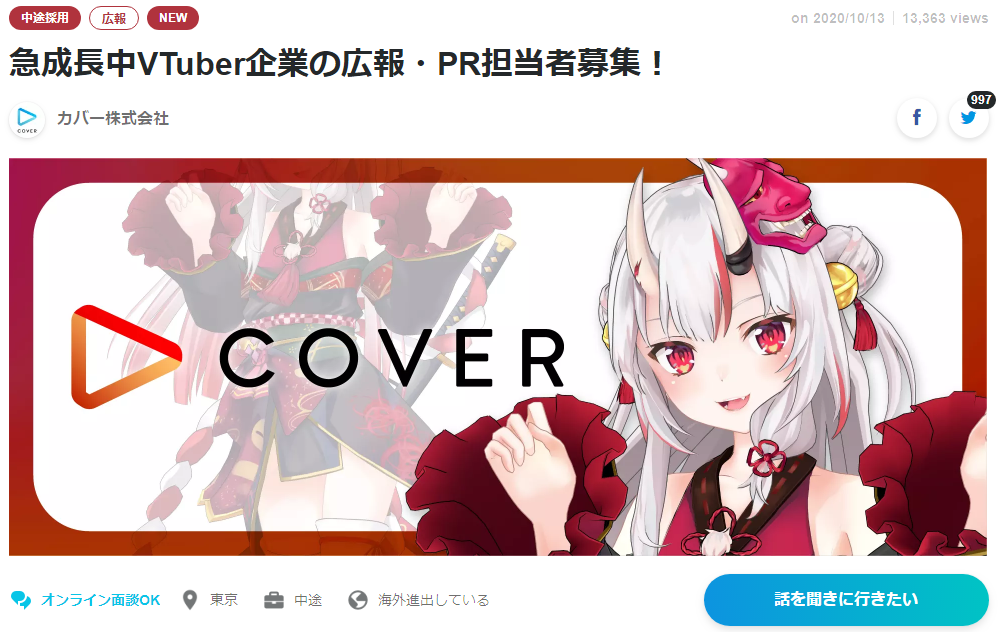 中途採用 広報 NEW on 2020/10/13 13,363 views
急成長中VTuber企業の広報・PR担当者募集！
COVER カバー株式会社 997
COVER
オンライン面談OK 東京 中途 海外進出している 話を聞きに行きたい